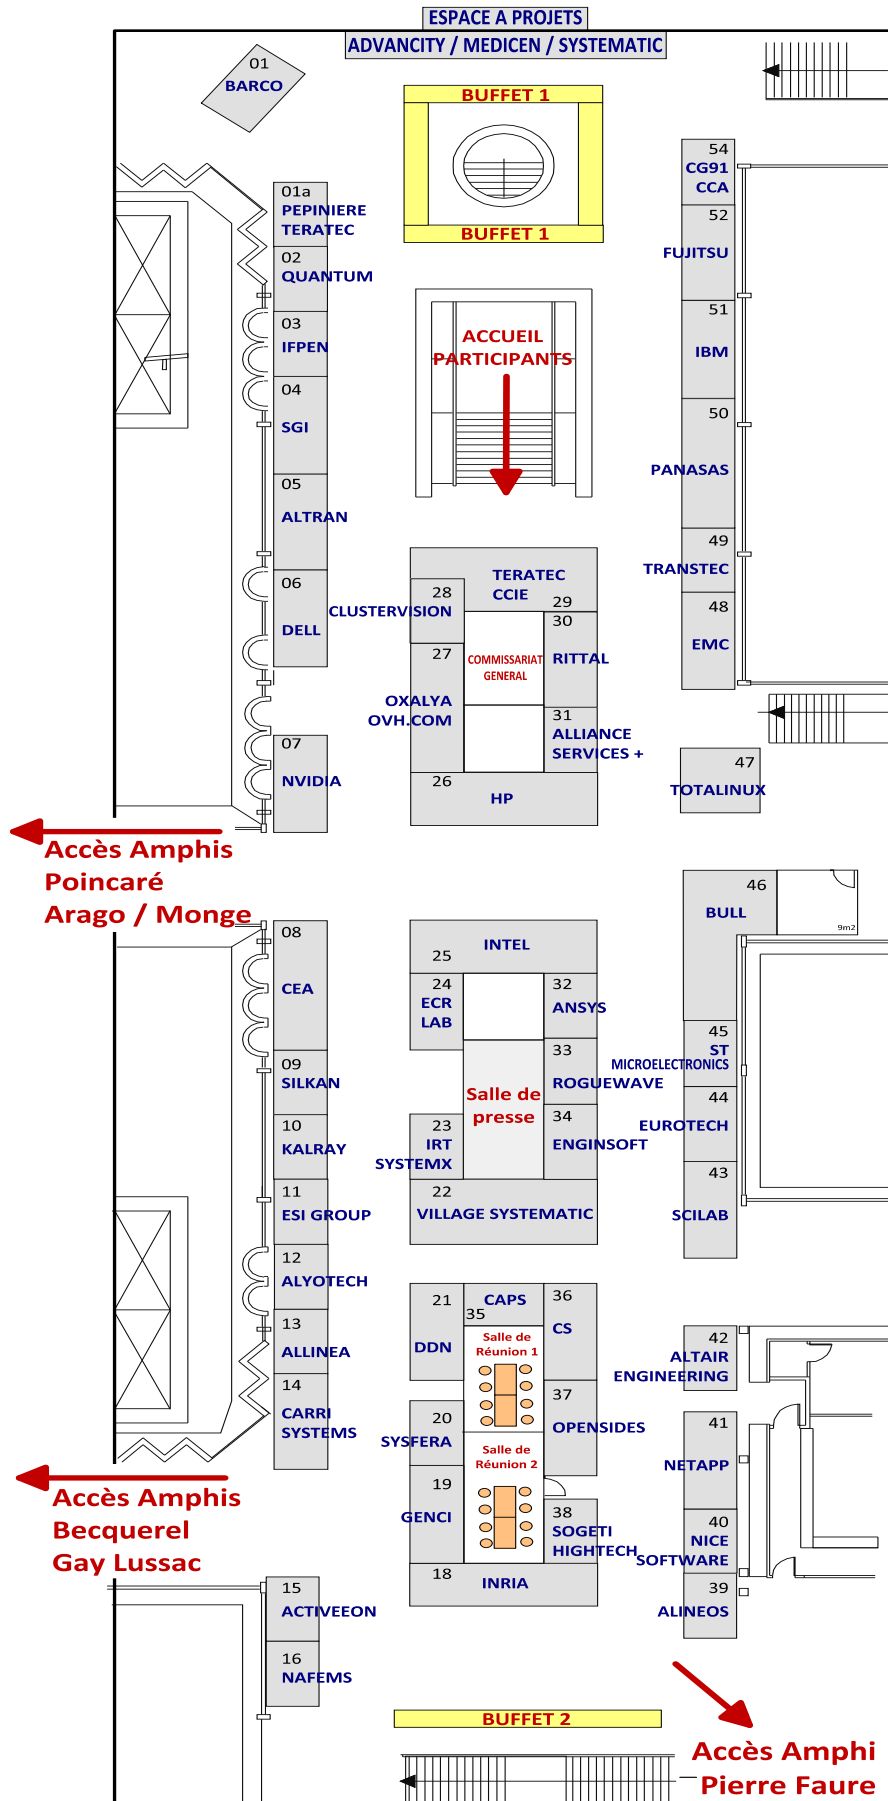 ESPACE A PROJETS
ADVANCITY / MEDICEN / SYSTEMATIC
01
BARCO
BUFFET 1
BUFFET 1
54
CG91
CCA
52
FUJITSU
51
IBM
50
PANASAS
49
TRANSTEC
48
EMC
01a
PEPINIERE
TERATEC
02
QUANTUM
03
IFPEN
04
SGI
05
ALTRAN
06
DELL
07
NVIDIA
ACCUEIL
PARTICIPANTS
TERATEC
CCIE
29
28
CLUSTERVISION
30
RITTAL
COMMISSARIAT
GENERAL
27
OXALYA
OVH.COM
31
ALLIANCE
SERVICES +
26
HP
47
TOTALINUX
Accès Amphis
Poincaré
Arago / Monge
46
BULL
9m2
08
CEA
09
SILKAN
10
KALRAY
11
ESI GROUP
12
ALYOTECH
13
ALLINEA
14
CARRI
SYSTEMS
INTEL
25
24
ECR
LAB
32
ANSYS
33
ROGUEWAVE
Salle de
presse
34
ENGINSOFT
23
IRT
SYSTEMX
22
VILLAGE SYSTEMATIC
45
ST
MICROELECTRONICS
44
EUROTECH
43
SCILAB
21
DDN
CAPS
35
36
CS
Salle de
Réunion 1
37
OPENSIDES
20
SYSFERA
Salle de
Réunion 2
19
GENCI
38
SOGETI
HIGHTECH
18
INRIA
42
ALTAIR
ENGINEERING
41
NETAPP
40
NICE
SOFTWARE
39
ALINEOS
Accès Amphis
Becquerel
Gay Lussac
15
ACTIVEEON
16
NAFEMS
BUFFET 2
Accès Amphi
Pierre Faure